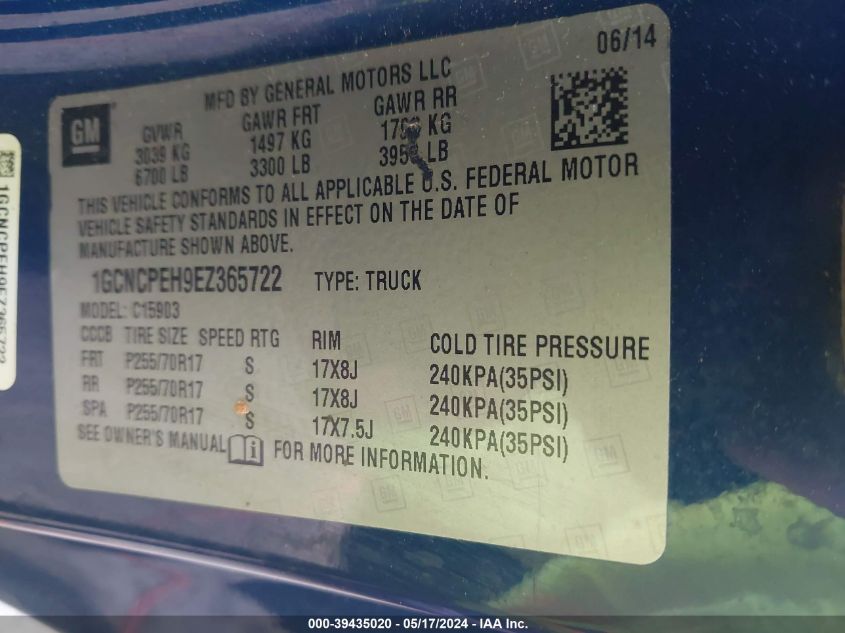 06/14
MFD BY GENERAL MOTORS LLC
GM
GVWR GAWR FRT GAWR RR
3039 KG 1497 KG KG
6700 LB 3300 LB LB
THIS VEHICLE CONFORMS TO ALL APPLICABLE U.S. FEDERAL MOTOR
VEHICLE SAFETY STANDARDS IN EFFECT ON THE DATE OF
MANUFACTURE SHOWN ABOVE.
1GCNCPEH9EZ365722 TYPE: TRUCK
MODEL: C15903
CCCB TIRE SIZE SPEED RTG RIM COLD TIRE PRESSURE
FRT P255/70R17 S 17X8J 240KPA(35PSI)
RR P255/70R17 S 17X8J 240KPA(35PSI)
SPA P255/70R17 S 17X7.5J 240KPA(35PSI)
SEE OWNER'S MANUAL i FOR MORE INFORMATION.
1GCNCPEH9EZ365722
000-39435020 - 05/17/2024 - IAA Inc.